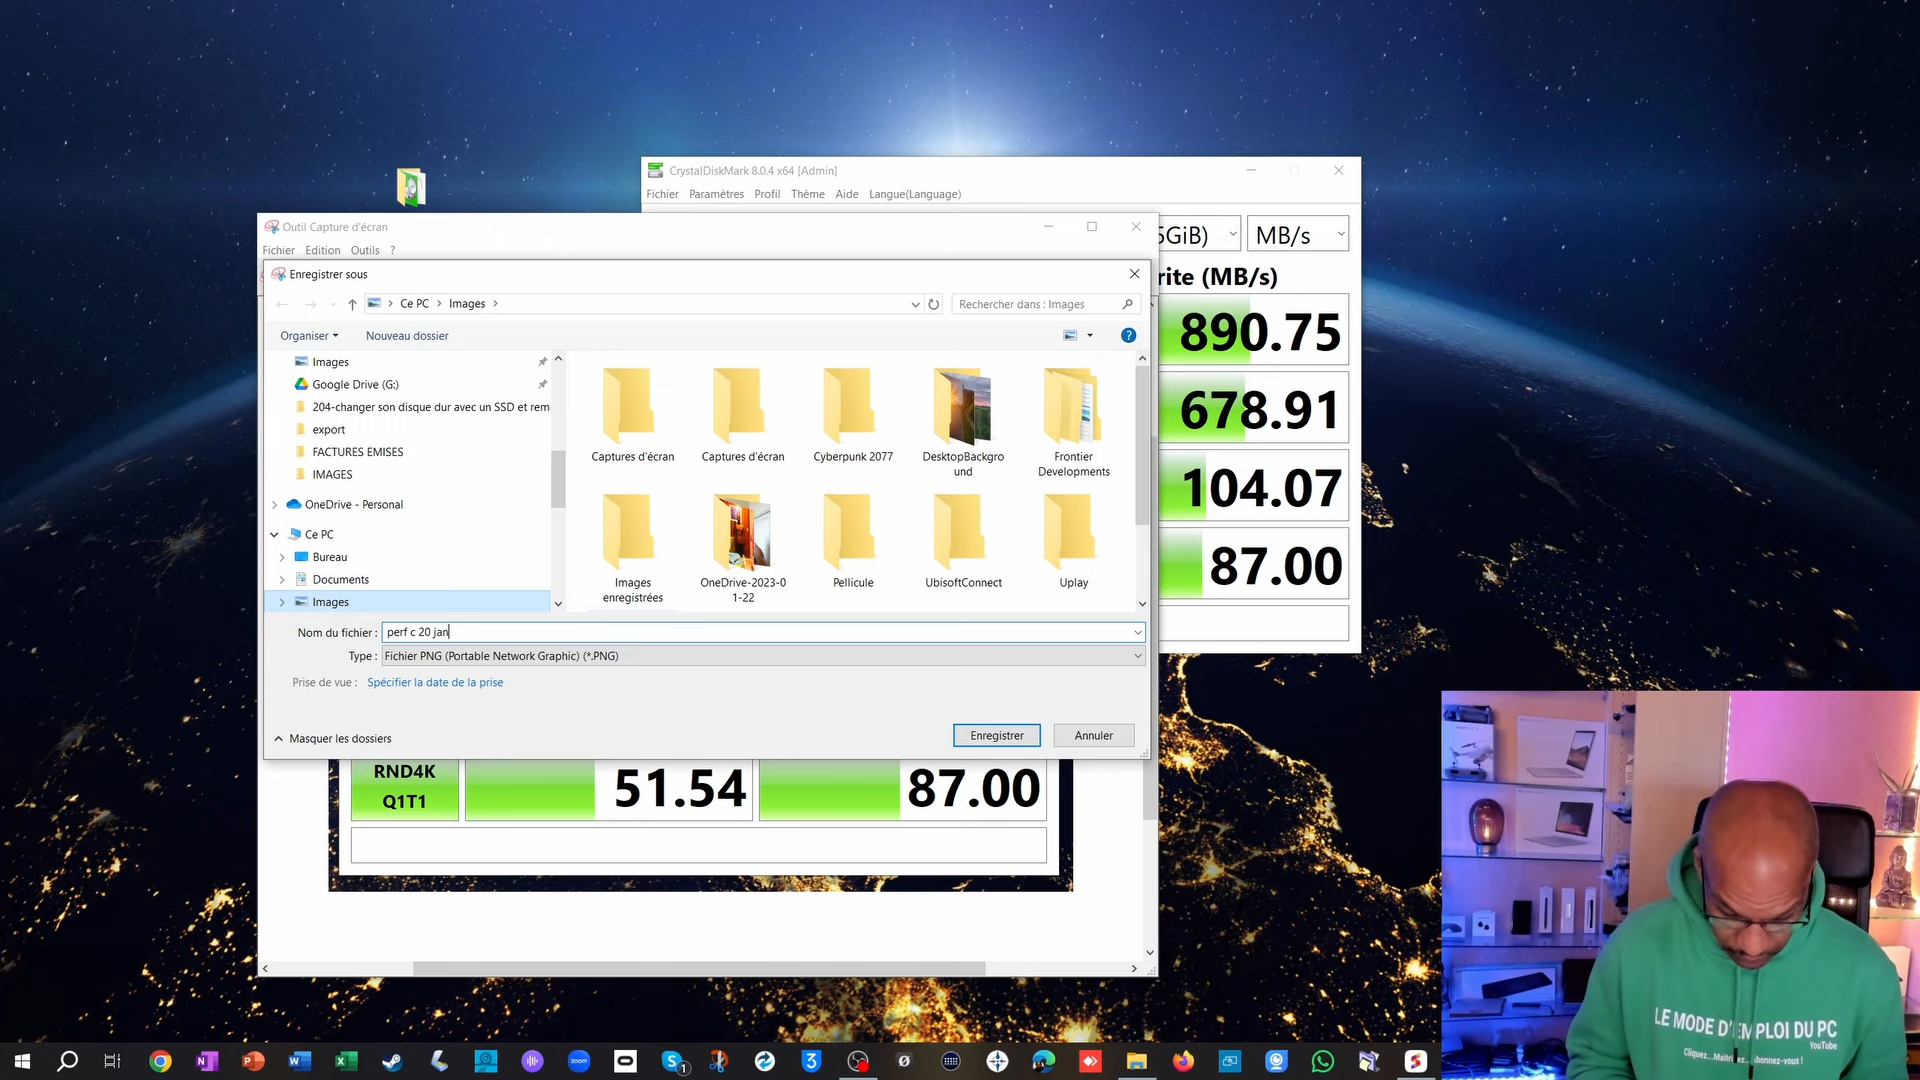 CrystalDiskMark 8.0.4 x64 [Admin]
Fichier Paramètres Profil Thème Aide Langue(Language)
Outil Capture d'écran
Fichier Edition Outils ?
GiB) MB/s
Enregistrer sous
rite (MB/s)
Ce PC Images
Rechercher dans : Images
890.75
Organiser Nouveau dossier
Images
Google Drive (G:)
204-changer son disque dur avec un SSD et rem
export
FACTURES EMISES
IMAGES
OneDrive - Personal
Ce PC
Bureau
Documents
Images
Captures d'écran
Captures d'écran
Cyberpunk 2077
DesktopBackgro
und
Frontier
Developments
Images
enregistrées
OneDrive-2023-0
1-22
Pellicule
UbisoftConnect
Uplay
678.91
104.07
87.00
Nom du fichier : perf c 20 jan
Type : Fichier PNG (Portable Network Graphic) (*.PNG)
Prise de vue : Spécifier la date de la prise
Masquer les dossiers
Enregistrer Annuler
RND4K
Q1T1
51.54 87.00
LE MODE D'EMPLOI DU PC
YouTube